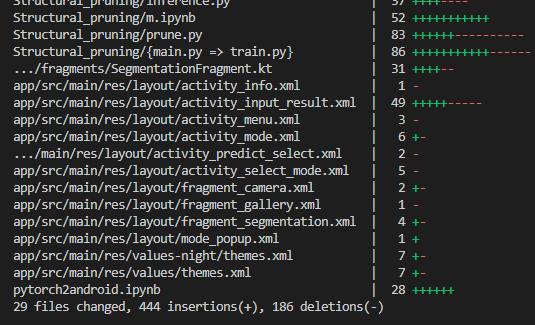 Structural_pruning/inference.py | 57 ++++----
Structural_pruning/m.ipynb | 52 +++++++++++
Structural_pruning/prune.py | 83 ++++++----------
Structural_pruning/{main.py => train.py} | 86 +++++++++++------
.../fragments/SegmentationFragment.kt | 31 ++++--
app/src/main/res/layout/activity_info.xml | 1 -
app/src/main/res/layout/activity_input_result.xml | 49 +++++-----
app/src/main/res/layout/activity_menu.xml | 3 -
app/src/main/res/layout/activity_mode.xml | 6 +-
.../main/res/layout/activity_predict_select.xml | 2 -
app/src/main/res/layout/activity_select_mode.xml | 5 -
app/src/main/res/layout/fragment_camera.xml | 2 +-
app/src/main/res/layout/fragment_gallery.xml | 1 -
app/src/main/res/layout/fragment_segmentation.xml | 4 +-
app/src/main/res/layout/mode_popup.xml | 1 +
app/src/main/res/values-night/themes.xml | 7 +-
app/src/main/res/values/themes.xml | 7 +-
pytorch2android.ipynb | 28 ++++++
29 files changed, 444 insertions(+), 186 deletions(-)